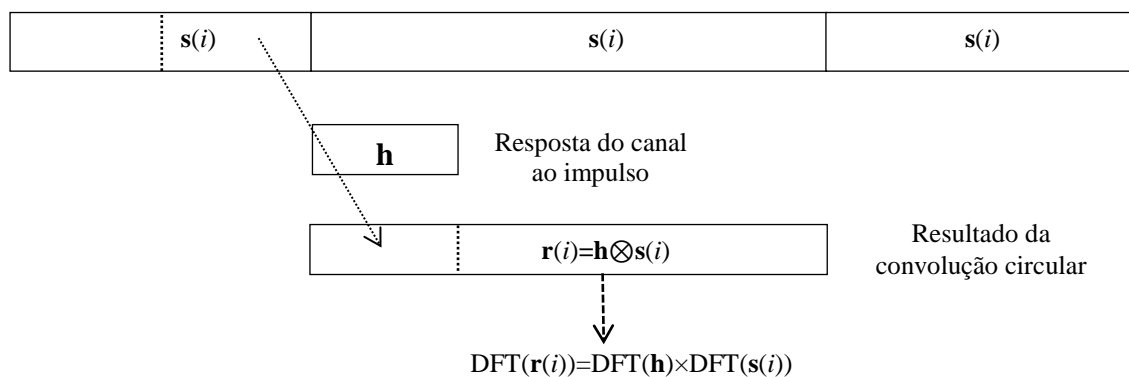 s(i) s(i) s(i)
h
Resposta do canal
ao impulso
r(i)=h⊗s(i)
Resultado da
convolução circular
DFT(r(i))=DFT(h)×DFT(s(i))